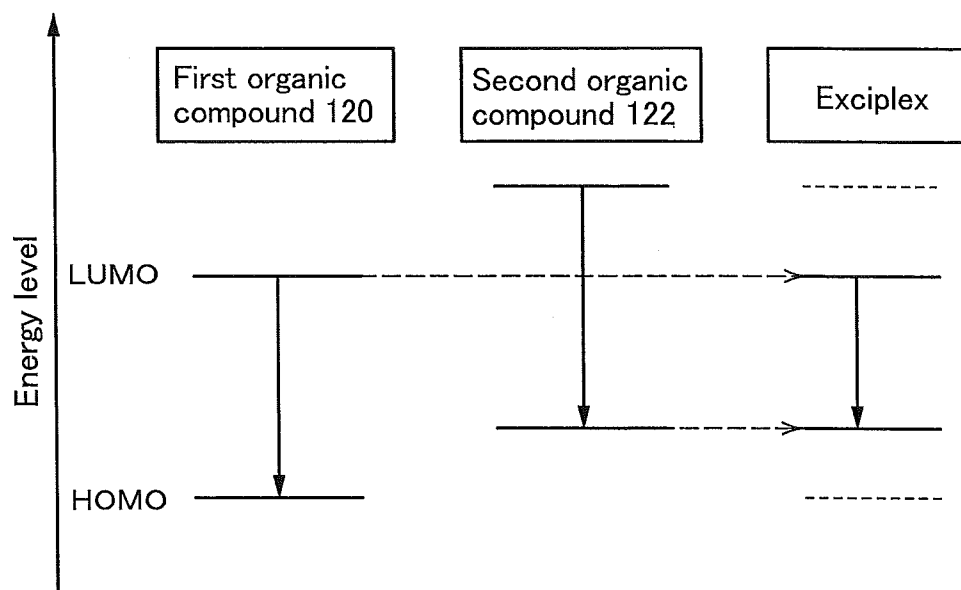 First organic
compound 120
Second organic
compound 122
Exciplex
Energy level
LUMO
HOMO